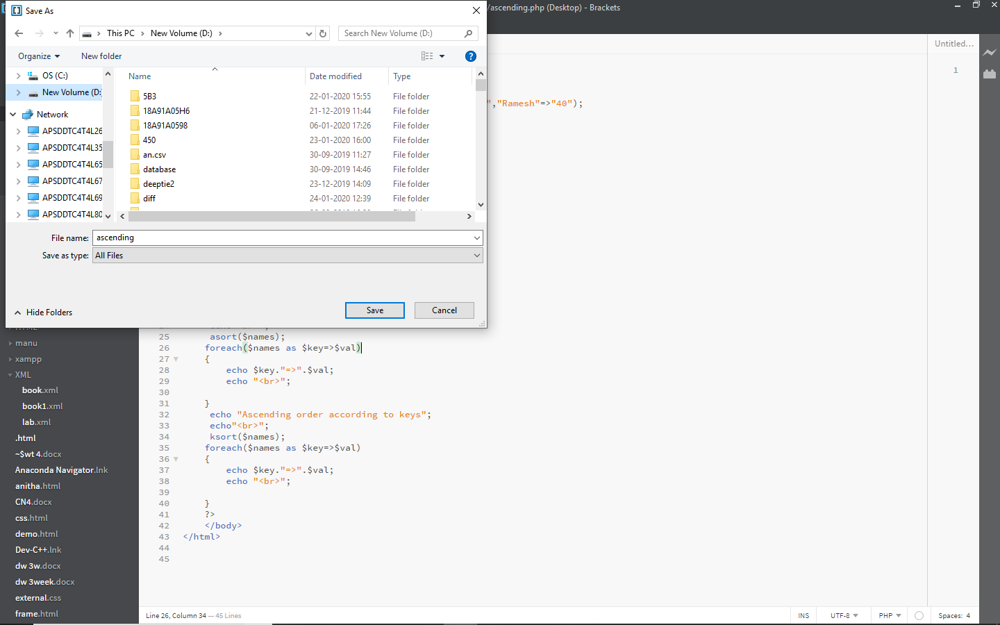 Save As
/ascending.php (Desktop) - Brackets
This PC > New Volume (D:) >
Search New Volume (D:)
Organize
New folder
OS (C:)
New Volume (D:
Network
APSDDTC4T4L26
APSDDTC4T4L35
APSDDTC4T4L65
APSDDTC4T4L67
APSDDTC4T4L69
APSDDTC4T4L80
Name Date modified Type
5B3 22-01-2020 15:55 File folder
18A91A05H6 21-12-2019 11:44 File folder
18A91A0598 06-01-2020 17:26 File folder
450 23-01-2020 16:00 File folder
an.csv 30-09-2019 11:27 File folder
database 30-09-2019 14:46 File folder
deeptie2 23-12-2019 14:09 File folder
diff 24-01-2020 12:39 File folder
File name: ascending
Save as type: All Files
Hide Folders
Save
Cancel
Untitled...
1
","Ramesh"=>"40");
manu
xampp
XML
book.xml
book1.xml
lab.xml
.html
~$wt 4.docx
Anaconda Navigator.lnk
anitha.html
CN4.docx
css.html
demo.html
Dev-C++.lnk
dw 3w.docx
dw 3week.docx
external.css
frame.html
25 asort($names);
26 foreach($names as $key=>$val)
27 {
28 echo $key."=>".$val;
29 echo "<br>";
30
31 }
32 echo "Ascending order according to keys";
33 echo"<br>";
34 ksort($names);
35 foreach($names as $key=>$val)
36 {
37 echo $key."=>".$val;
38 echo "<br>";
39
40 }
41 ?>
42 </body>
43 </html>
44
45
Line 26, Column 34 — 45 Lines
INS
UTF-8
PHP
Spaces: 4